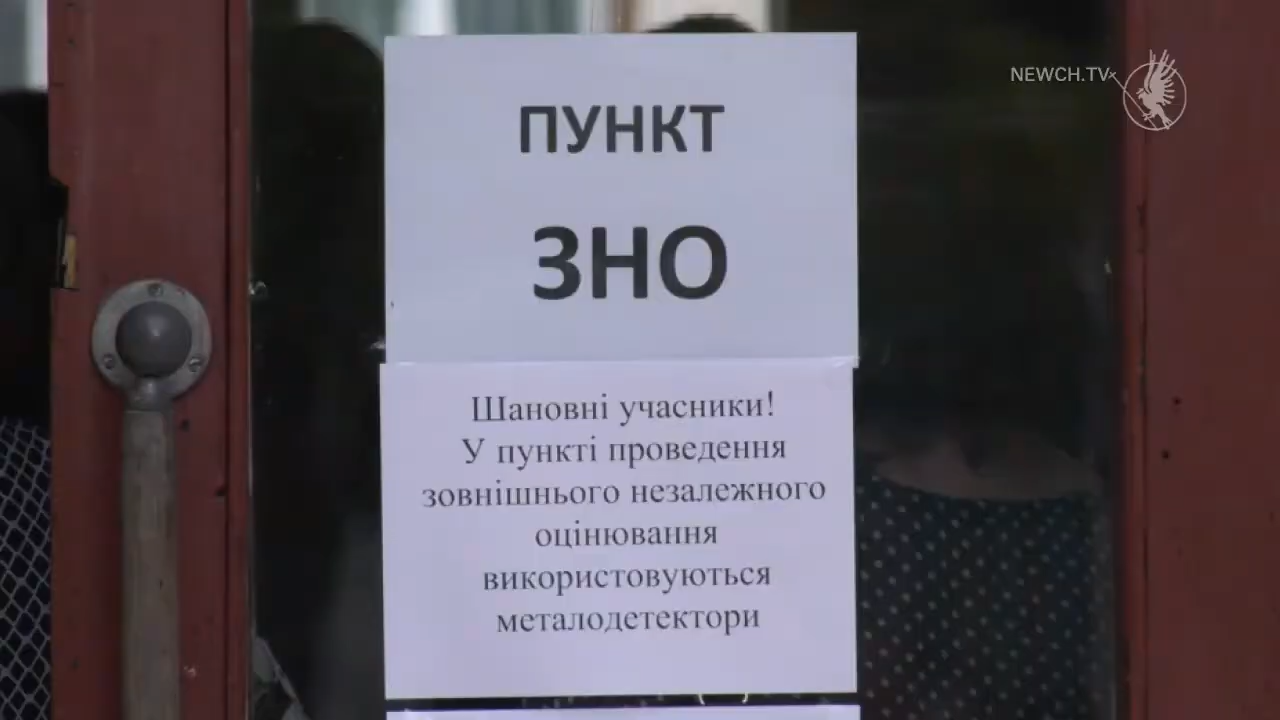 NEWCH.TV
ПУНКТ
ЗНО
Шановні учасники!
У пункті проведення
зовнішнього незалежного
оцінювання
використовуються
металодетектори